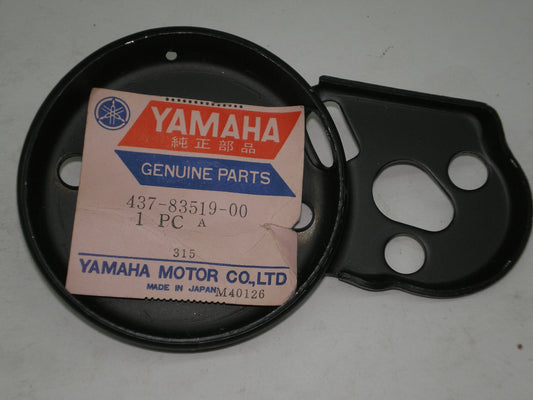 YAMAHA
純正部品
GENUINE PARTS
437-83519-00
1 PC A
315
YAMAHA MOTOR CO.,LTD
MADE IN JAPAN M40126